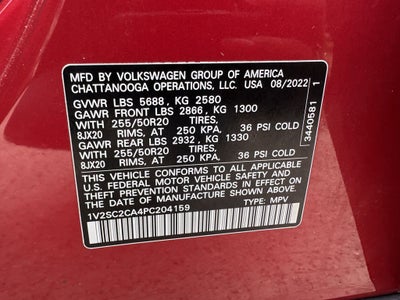 MFD BY VOLKSWAGEN GROUP OF AMERICA
CHATTANOOGA OPERATIONS, LLC. USA 08/2022
GVWR LBS 5688, KG 2580
GAWR FRONT LBS 2866, KG 1300
WITH 255/50R20 TIRES,
8JX20 RIMS, AT 250 KPA, 36 PSI COLD
GAWR REAR LBS 2932, KG 1330
WITH 255/50R20 TIRES,
8JX20 RIMS, AT 250 KPA, 36 PSI COLD
THIS VEHICLE CONFORMS TO ALL APPLICABLE
U.S. FEDERAL MOTOR VEHICLE SAFETY AND
THEFT PREVENTION STANDARDS IN EFFECT ON THE
DATE OF MANUFACTURE SHOWN ABOVE.
1V2SC2CA4PC204159 TYPE: MPV
3440581 1